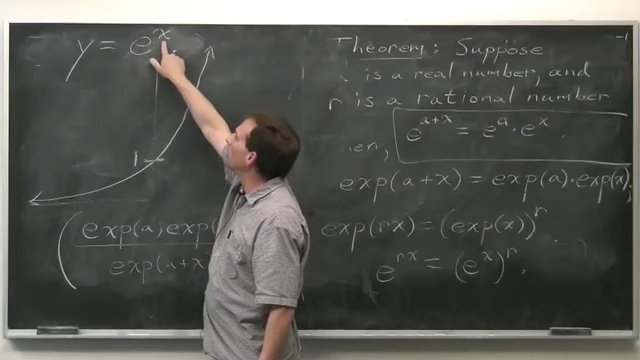 y = e^x
1
( exp(a)exp(
exp(a+x
Theorem: Suppose
is a real number, and
r is a rational number
e^{a+x} = e^a · e^x.
exp(a+x) = exp(a)·exp(x),
exp(rx) = (exp(x))^r
e^{rx} = (e^x)^r.